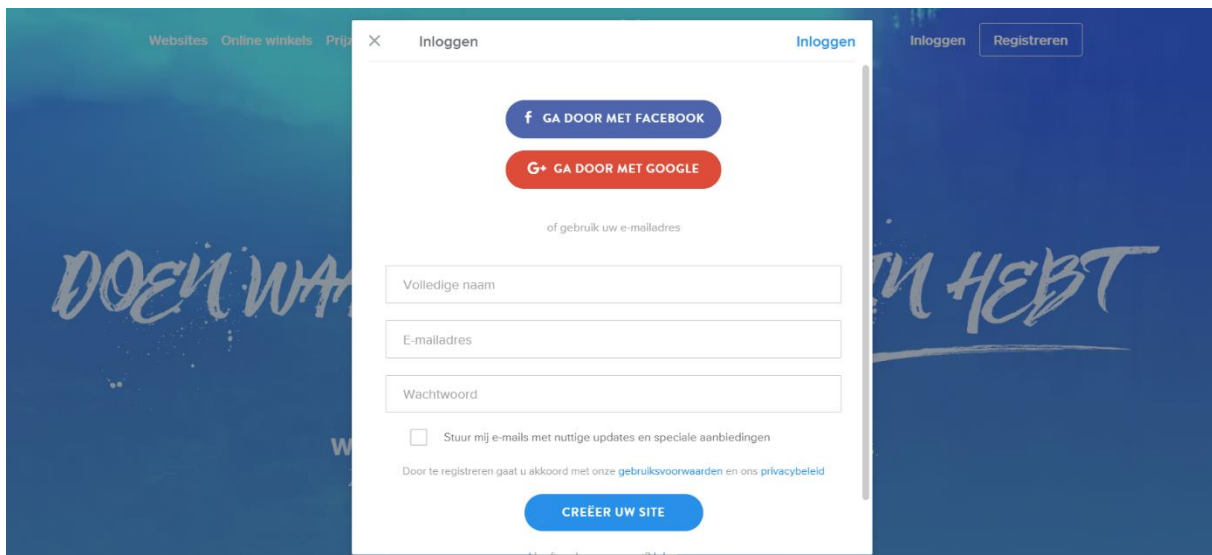 Websites Online winkels Inloggen Inloggen Inloggen Registreren
f GA DOOR MET FACEBOOK
G+ GA DOOR MET GOOGLE
of gebruik uw e-mailadres
DOEN HEBT
Volledige naam
E-mailadres
Wachtwoord
Stuur mij e-mails met nuttige updates en speciale aanbiedingen
Door te registreren gaat u akkoord met onze gebruiksvoorwaarden en ons privacybeleid
CREËER UW SITE